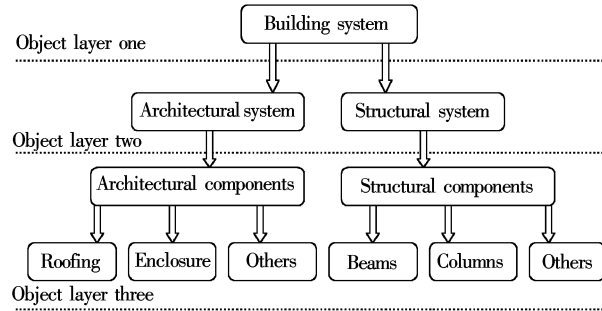 Building system
Object layer one
Architectural system
Structural system
Object layer two
Architectural components
Structural components
Roofing
Enclosure
Others
Beams
Columns
Others
Object layer three